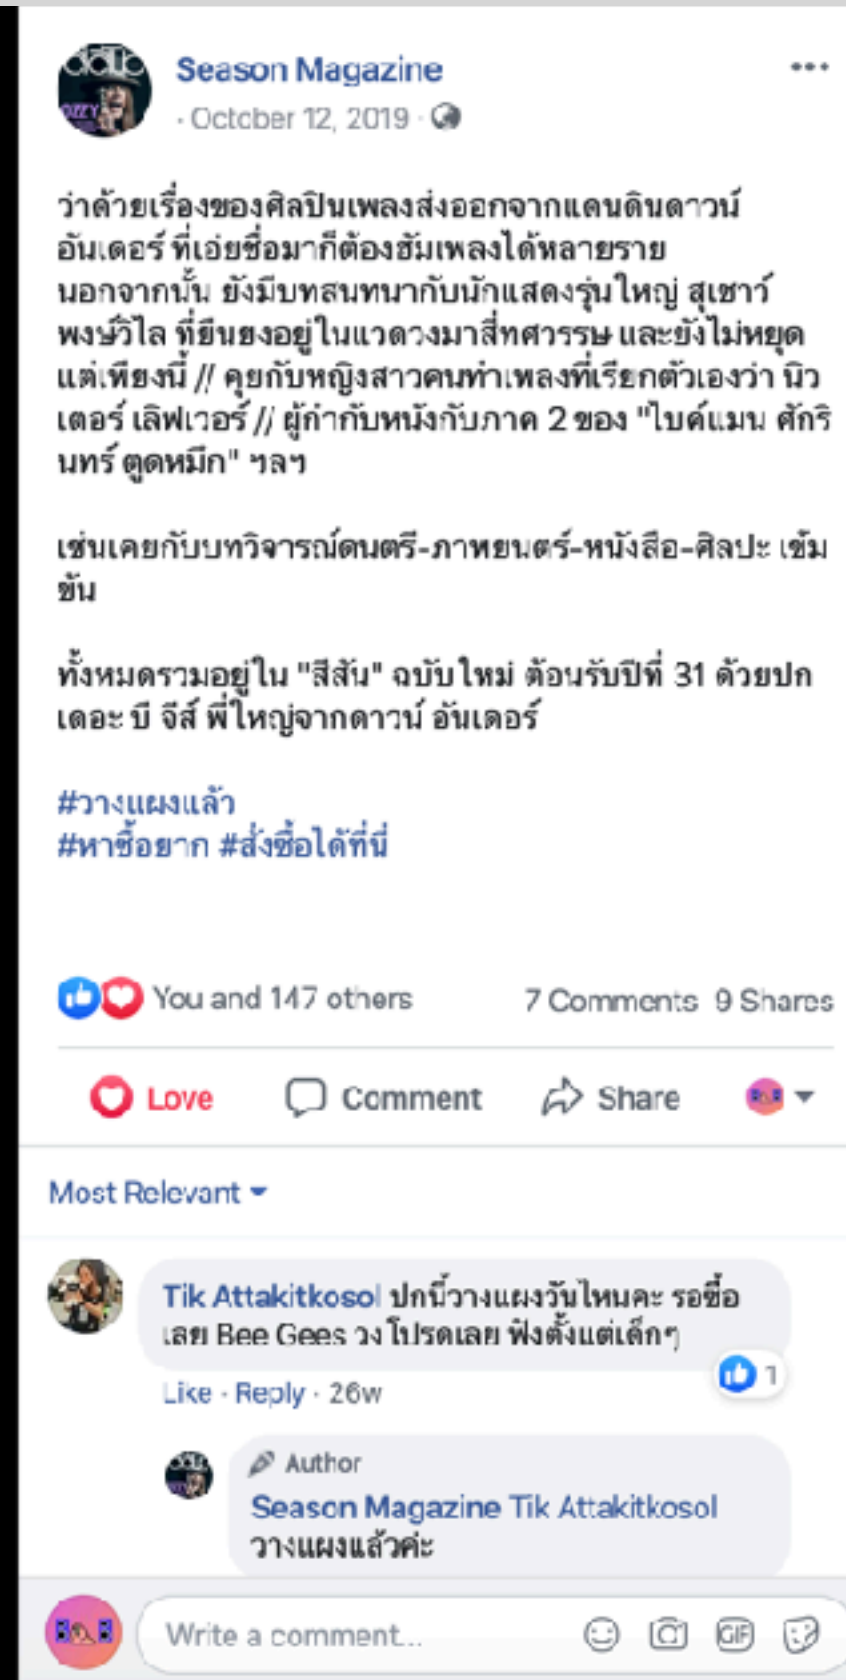 Season Magazine
· October 12, 2019 ·
ว่าด้วยเรื่องของศิลปินเพลงส่งออกจากแดนดินดาวน์
อันเดอร์ ที่เอ่ยชื่อมาก็ต้องฮัมเพลงได้หลายราย
นอกจากนั้น ยังมีบทสนทนากับนักแสดงรุ่นใหญ่ สุเชาว์
พงษ์วิไล ที่ยืนยงอยู่ในแวดวงมาสี่ทศวรรษ และยังไม่หยุด
แต่เพียงนี้ // คุยกับหญิงสาวคนทำเพลงที่เรียกตัวเองว่า นิว
เตอร์ เลิฟเวอร์ // ผู้กำกับหนังกับภาค 2 ของ "ไบค์แมน ศักริ
นทร์ ตูดหมึก" ฯลฯ
เช่นเคยกับบทวิจารณ์ดนตรี-ภาพยนตร์-หนังสือ-ศิลปะ เข้ม
ข้น
ทั้งหมดรวมอยู่ใน "สีสัน" ฉบับใหม่ ต้อนรับปีที่ 31 ด้วยปก
เดอะ บี จีส์ พี่ใหญ่จากดาวน์ อันเดอร์
#วางแผงแล้ว
#หาซื้อยาก #สั่งซื้อได้ที่นี่
You and 147 others 7 Comments 9 Shares
Love Comment Share
Most Relevant
Tik Attakitkosol ปกนี้วางแผงวันไหนคะ รอซื้อ
เลย Bee Gees วงโปรดเลย ฟังตั้งแต่เด็กๆ
1
Like · Reply · 26w
Author
Season Magazine Tik Attakitkosol
วางแผงแล้วค่ะ
Write a comment...
GIF